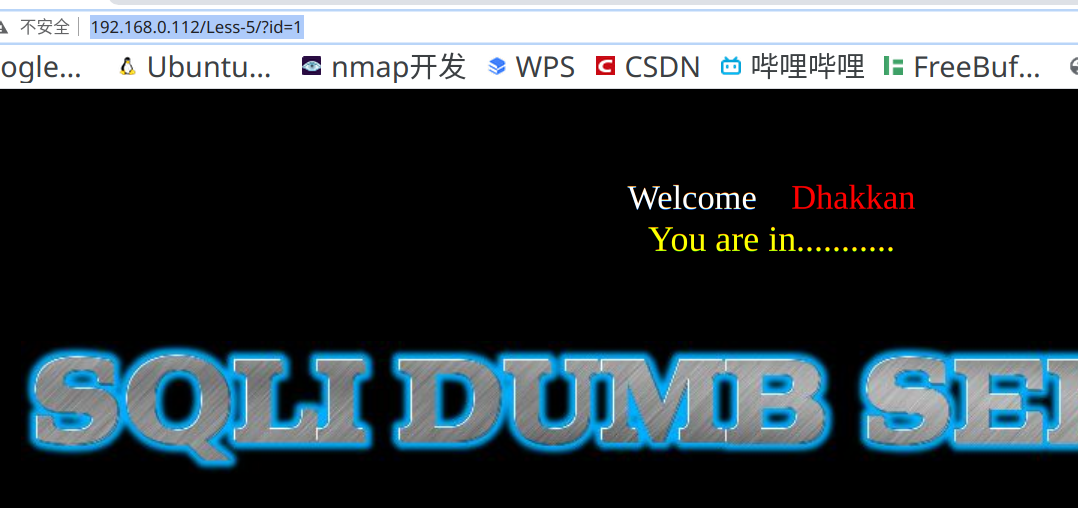 不安全 192.168.0.112/Less-5/?id=1
ogle... Ubuntu... nmap开发 WPS CSDN 哔哩哔哩 FreeBuf...
Welcome Dhakkan
You are in...........
SQLI DUMB SE